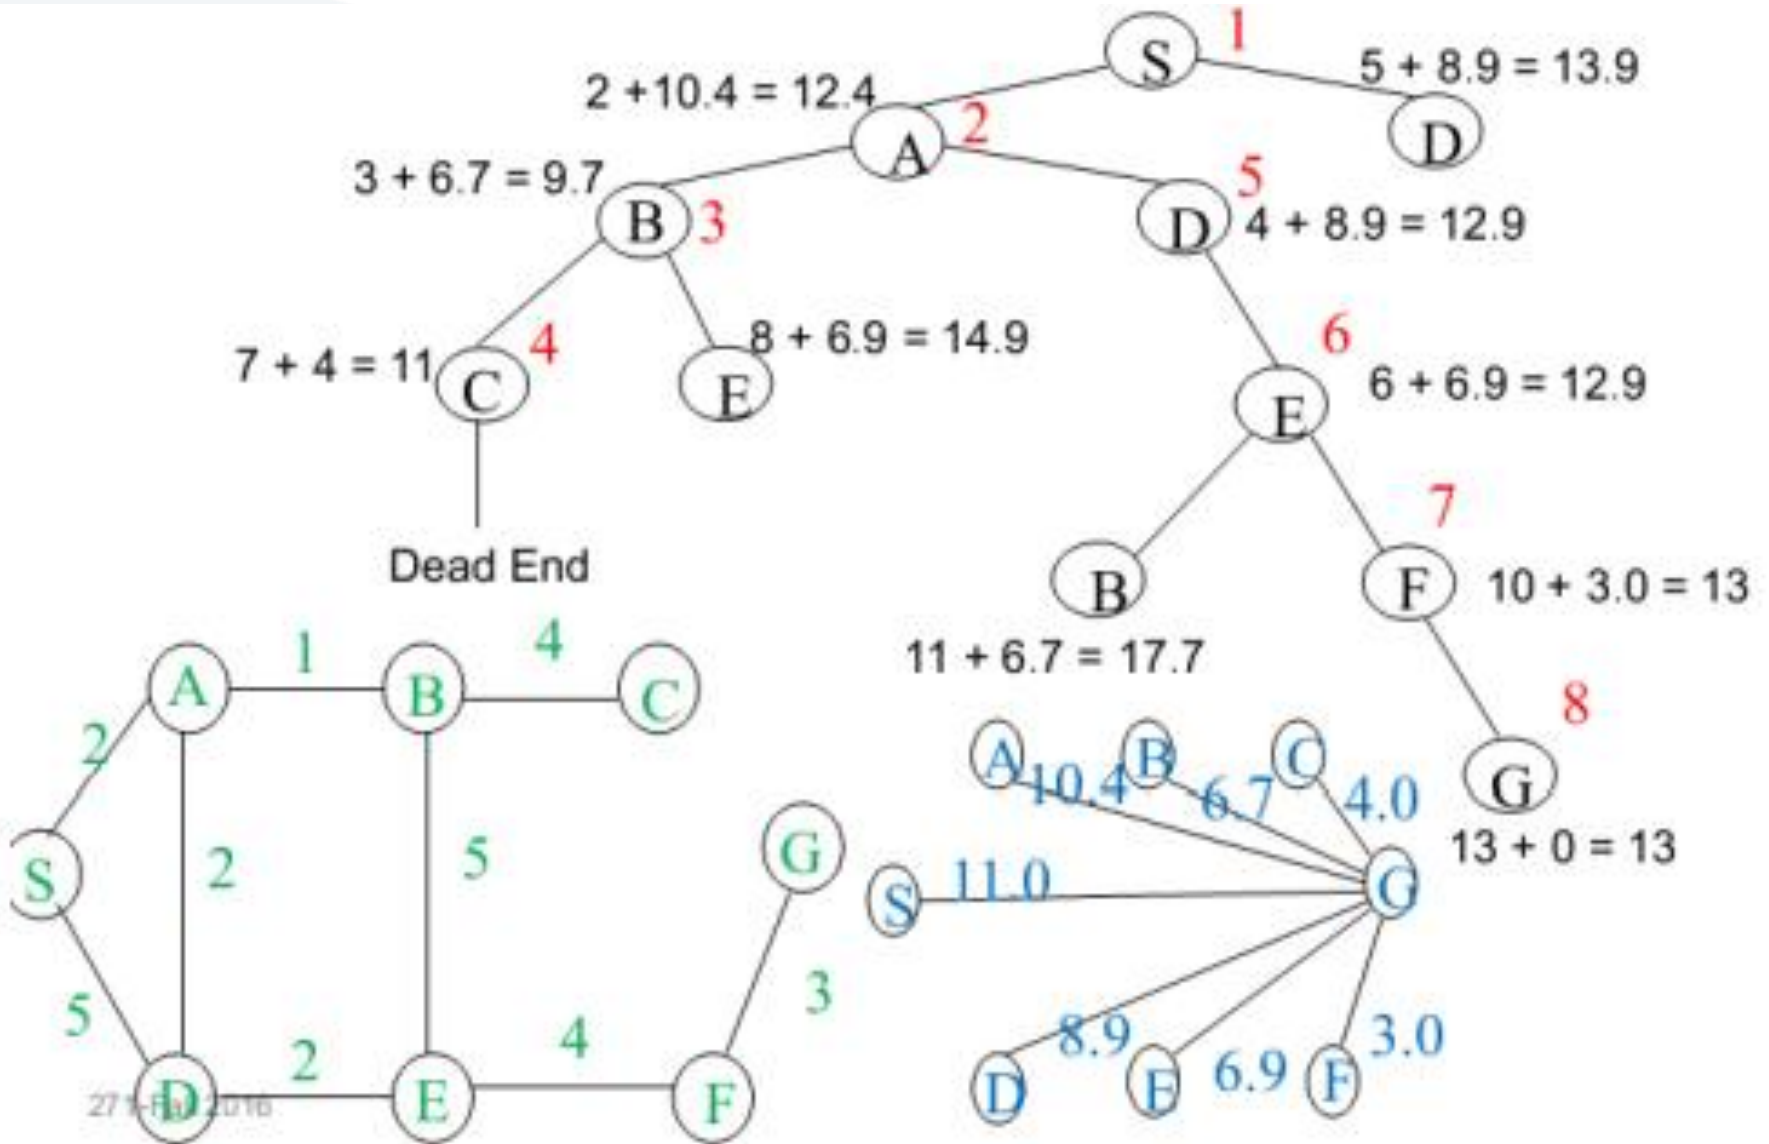 S
1
5 + 8.9 = 13.9
2 +10.4 = 12.4
A
2
D
3 + 6.7 = 9.7
B
3
5
D
4 + 8.9 = 12.9
7 + 4 = 11
C
4
8 + 6.9 = 14.9
E
6
E
6 + 6.9 = 12.9
7
Dead End
B
F
10 + 3.0 = 13
11 + 6.7 = 17.7
8
G
13 + 0 = 13
A
1
B
4
C
2
2
5
S
G
5
3
D
2
E
4
F
271-Fall 2016
A
10.4
B
6.7
C
4.0
S
11.0
G
D
8.9
E
6.9
F
3.0